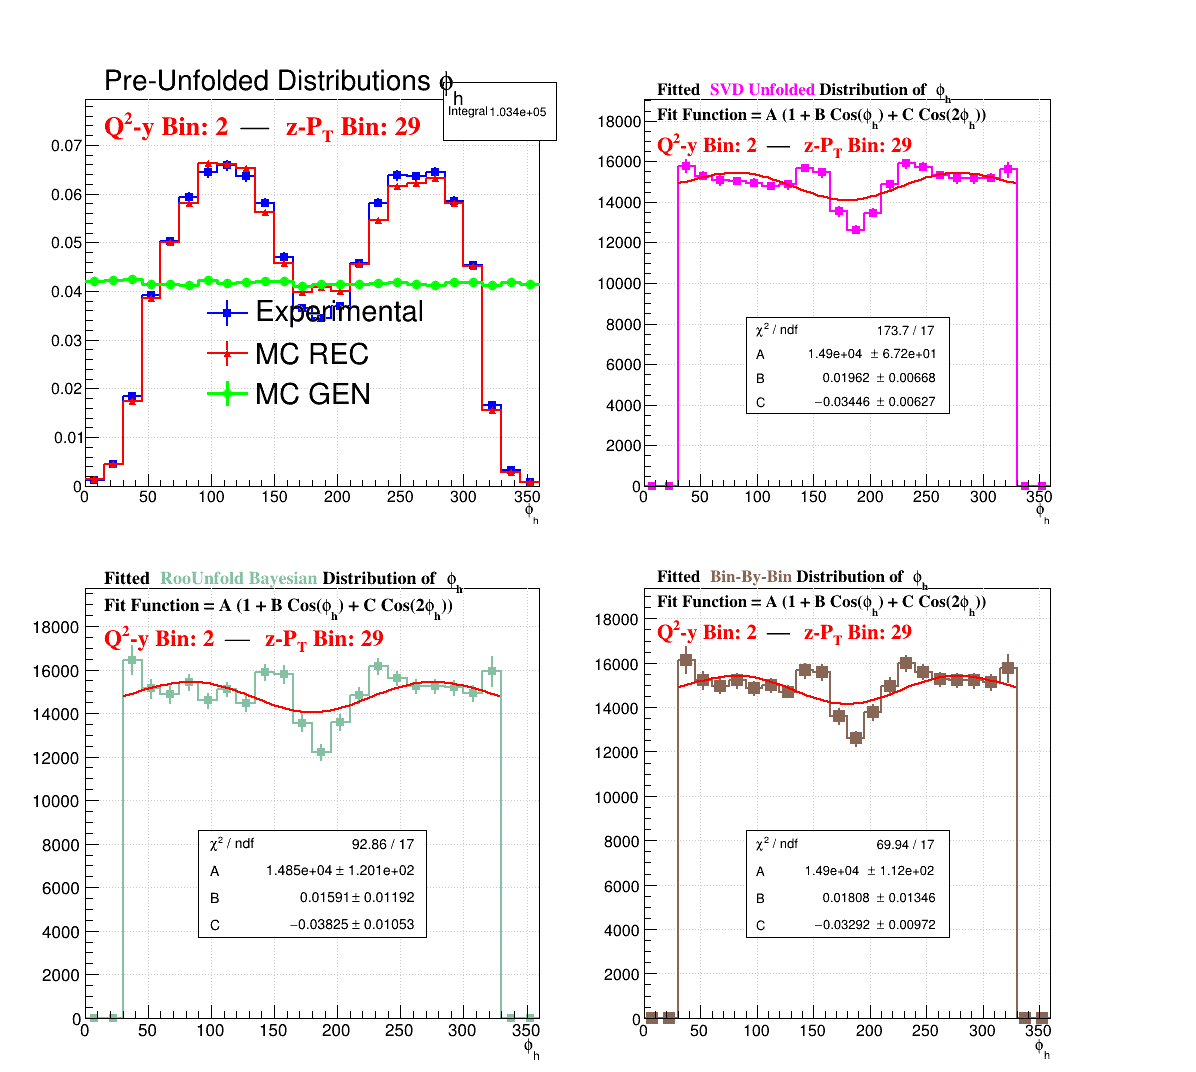 Pre-Unfolded Distributions ϕh
Integral 1.034e+05
Q²-y Bin: 2 — z-PT Bin: 29
0.07
0.06
0.05
0.04
0.03
0.02
0.01
0
Experimental
MC REC
MC GEN
0 50 100 150 200 250 300 350
ϕh
Fitted SVD Unfolded Distribution of ϕh
Fit Function = A (1 + B Cos(ϕh) + C Cos(2ϕh))
Q²-y Bin: 2 — z-PT Bin: 29
18000
16000
14000
12000
10000
8000
6000
4000
2000
0
χ² / ndf 173.7 / 17
A 1.49e+04 ± 6.72e+01
B 0.01962 ± 0.00668
C −0.03446 ± 0.00627
0 50 100 150 200 250 300 350
ϕh
Fitted RooUnfold Bayesian Distribution of ϕh
Fit Function = A (1 + B Cos(ϕh) + C Cos(2ϕh))
Q²-y Bin: 2 — z-PT Bin: 29
18000
16000
14000
12000
10000
8000
6000
4000
2000
0
χ² / ndf 92.86 / 17
A 1.485e+04 ± 1.201e+02
B 0.01591 ± 0.01192
C −0.03825 ± 0.01053
0 50 100 150 200 250 300 350
ϕh
Fitted Bin-By-Bin Distribution of ϕh
Fit Function = A (1 + B Cos(ϕh) + C Cos(2ϕh))
Q²-y Bin: 2 — z-PT Bin: 29
18000
16000
14000
12000
10000
8000
6000
4000
2000
0
χ² / ndf 69.94 / 17
A 1.49e+04 ± 1.12e+02
B 0.01808 ± 0.01346
C −0.03292 ± 0.00972
0 50 100 150 200 250 300 350
ϕh